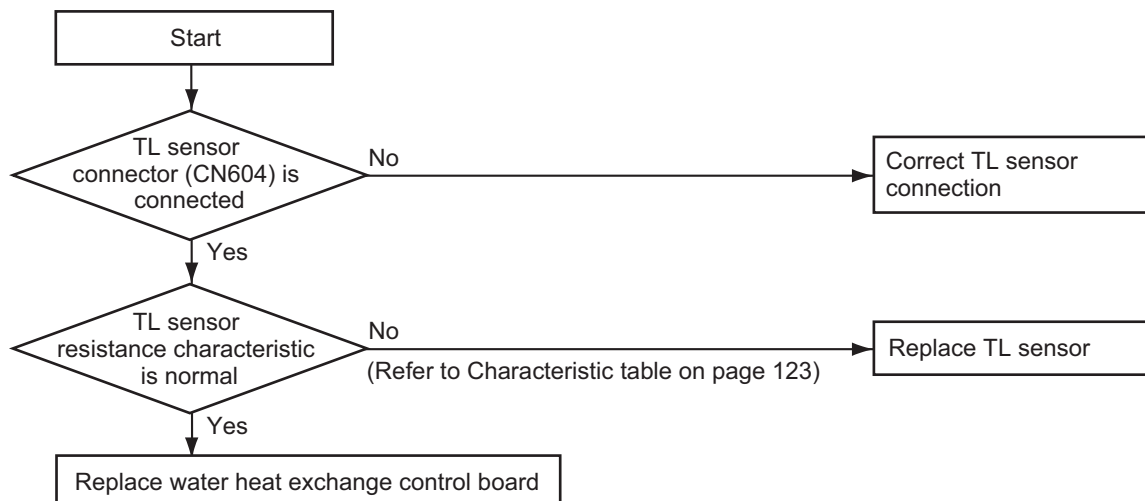 Start
TL sensor
connector (CN604) is
connected
No
Correct TL sensor
connection
Yes
TL sensor
resistance characteristic
is normal
No
(Refer to Characteristic table on page 123)
Replace TL sensor
Yes
Replace water heat exchange control board